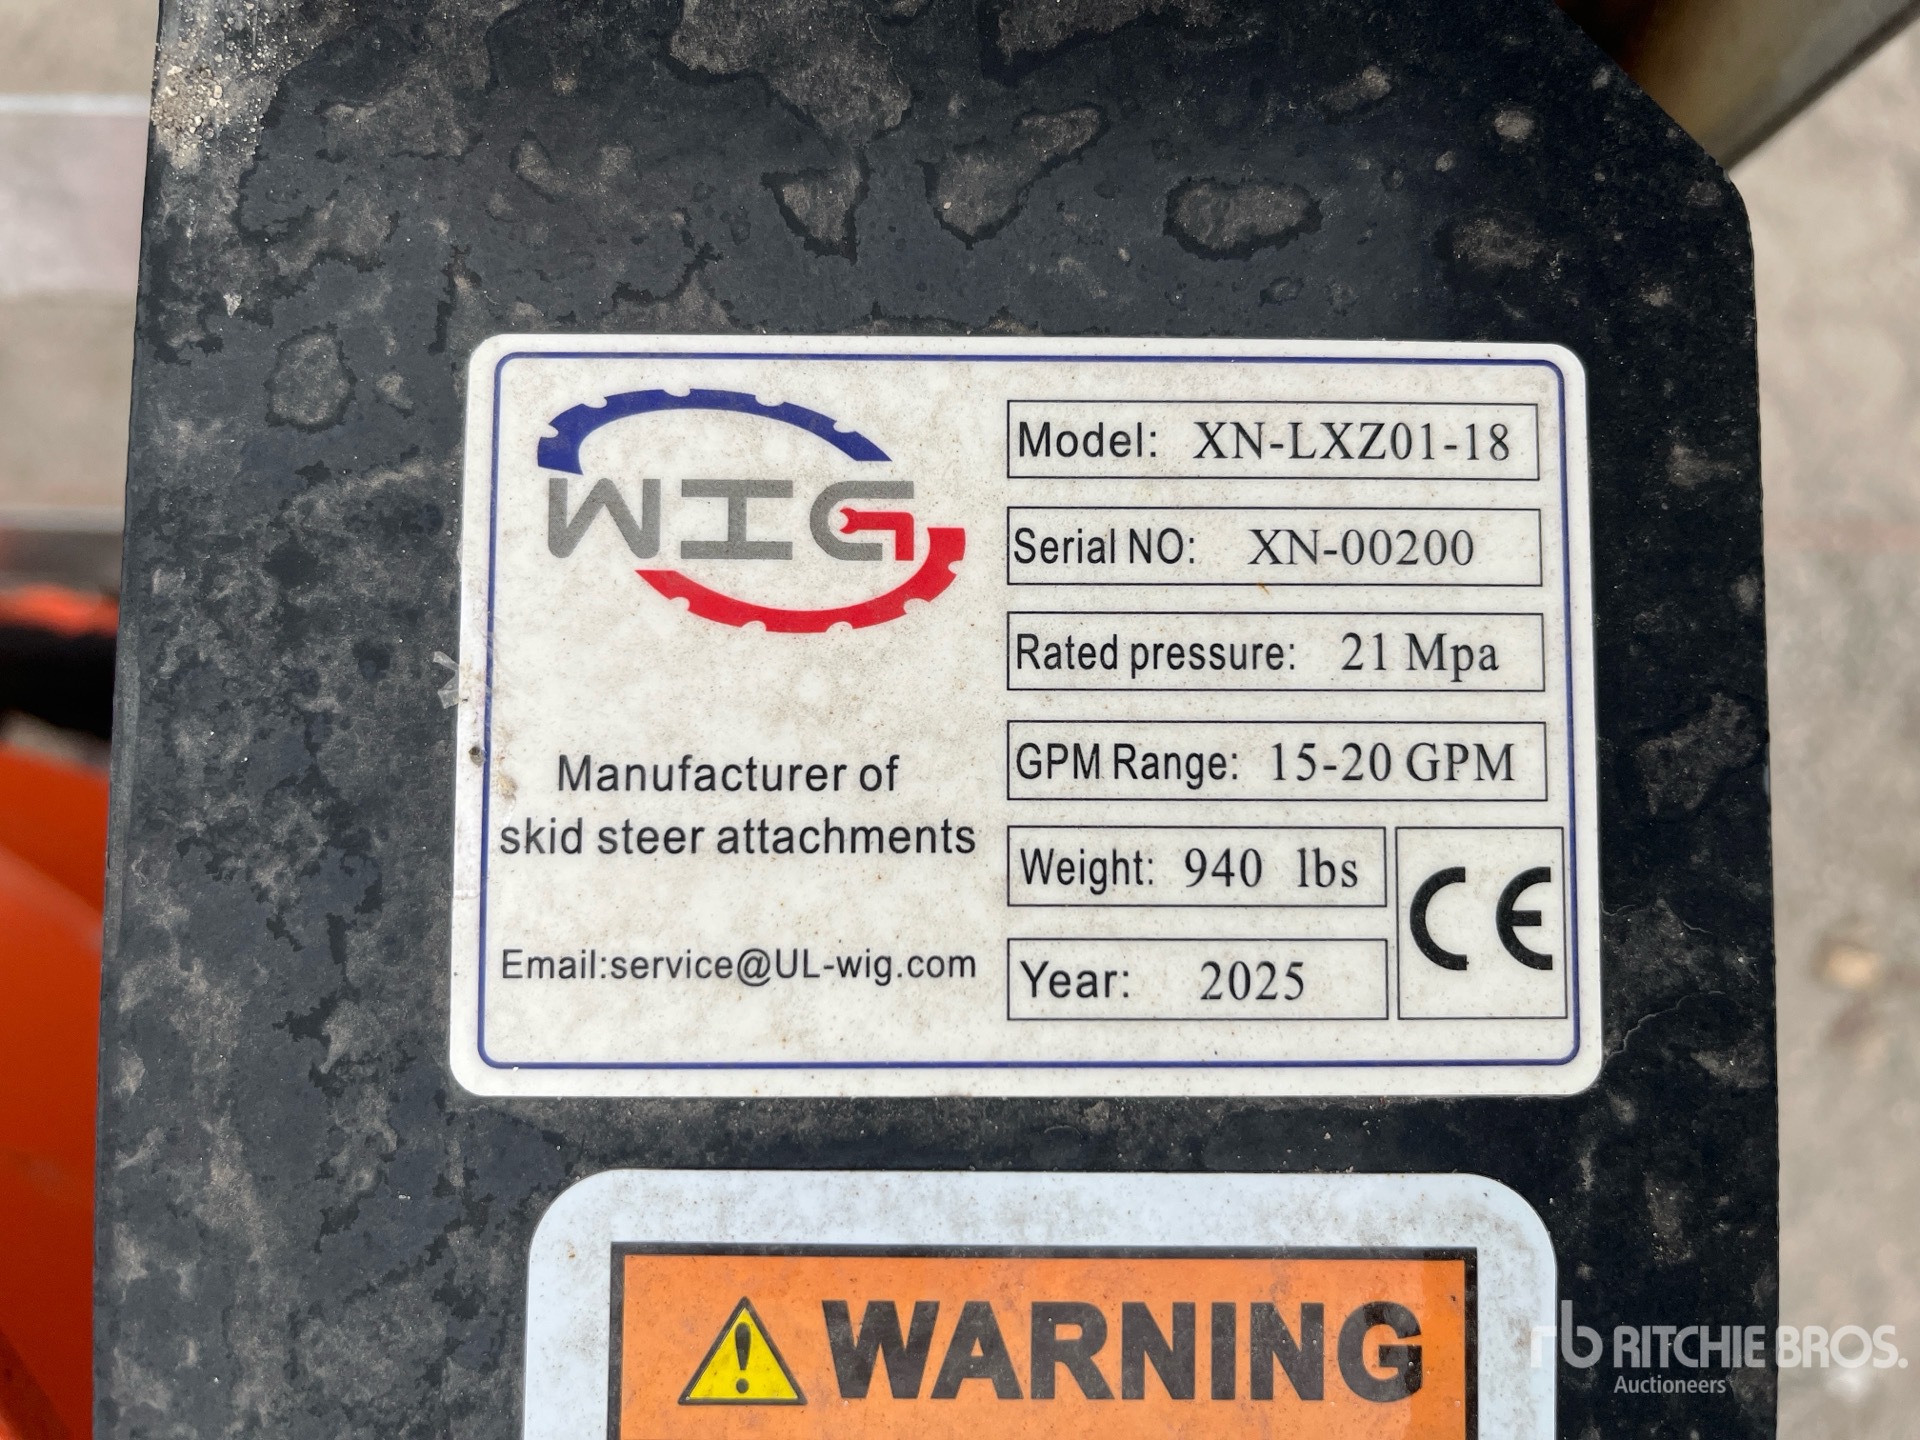 WIG
Manufacturer of
skid steer attachments
Email:service@UL-wig.com
Model: XN-LXZ01-18
Serial NO: XN-00200
Rated pressure: 21 Mpa
GPM Range: 15-20 GPM
Weight: 940 lbs
Year: 2025
CE
WARNING
rb RITCHIE BROS.
Auctioneers